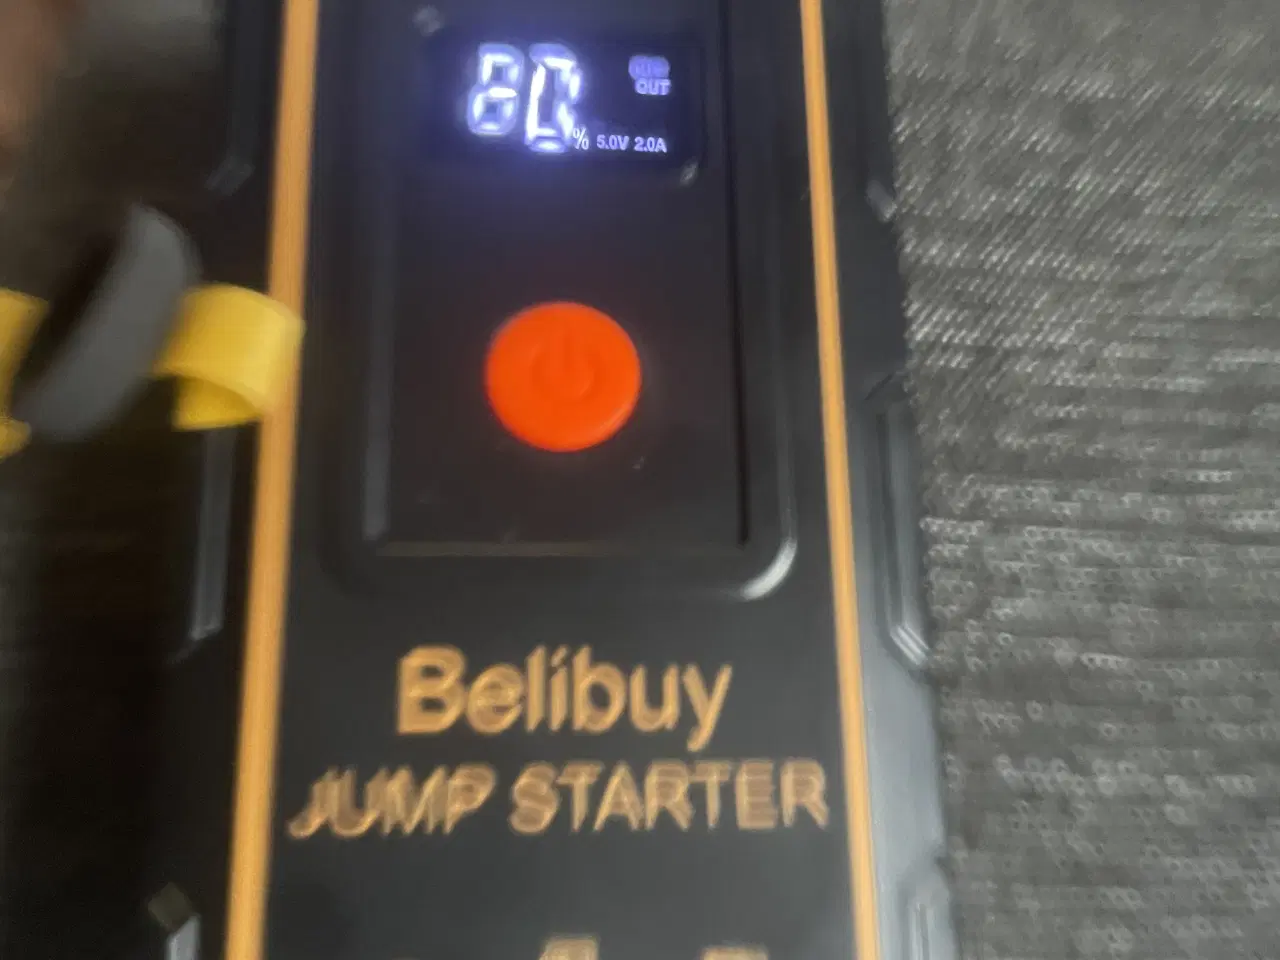 80%
OUT
5.0V 2.0A
Belibuy
JUMP STARTER